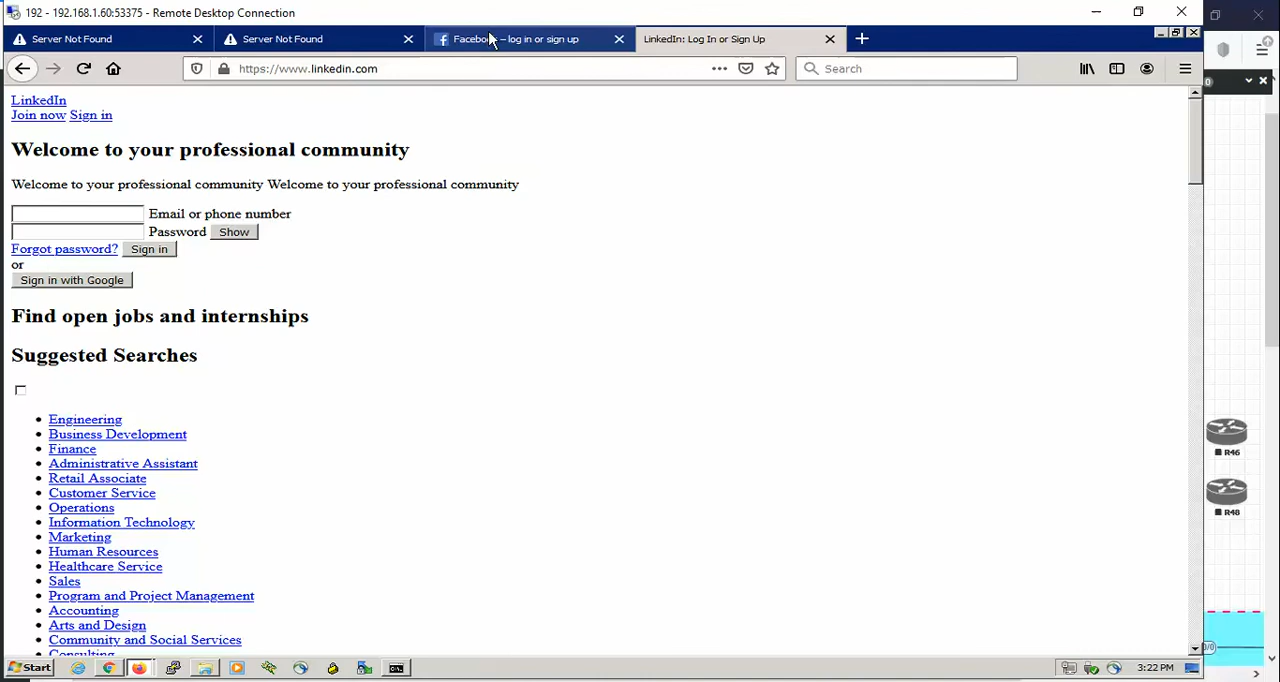 192 - 192.168.1.60:53375 - Remote Desktop Connection
Server Not Found
Server Not Found
Facebook – log in or sign up
LinkedIn: Log In or Sign Up
https://www.linkedin.com
Search
LinkedIn
Join now Sign in
Welcome to your professional community
Welcome to your professional community Welcome to your professional community
Email or phone number
Password Show
Forgot password? Sign in
or
Sign in with Google
Find open jobs and internships
Suggested Searches
Engineering
Business Development
Finance
Administrative Assistant
Retail Associate
Customer Service
Operations
Information Technology
Marketing
Human Resources
Healthcare Service
Sales
Program and Project Management
Accounting
Arts and Design
Community and Social Services
Consulting
R46
R48
0/0
Start
3:22 PM